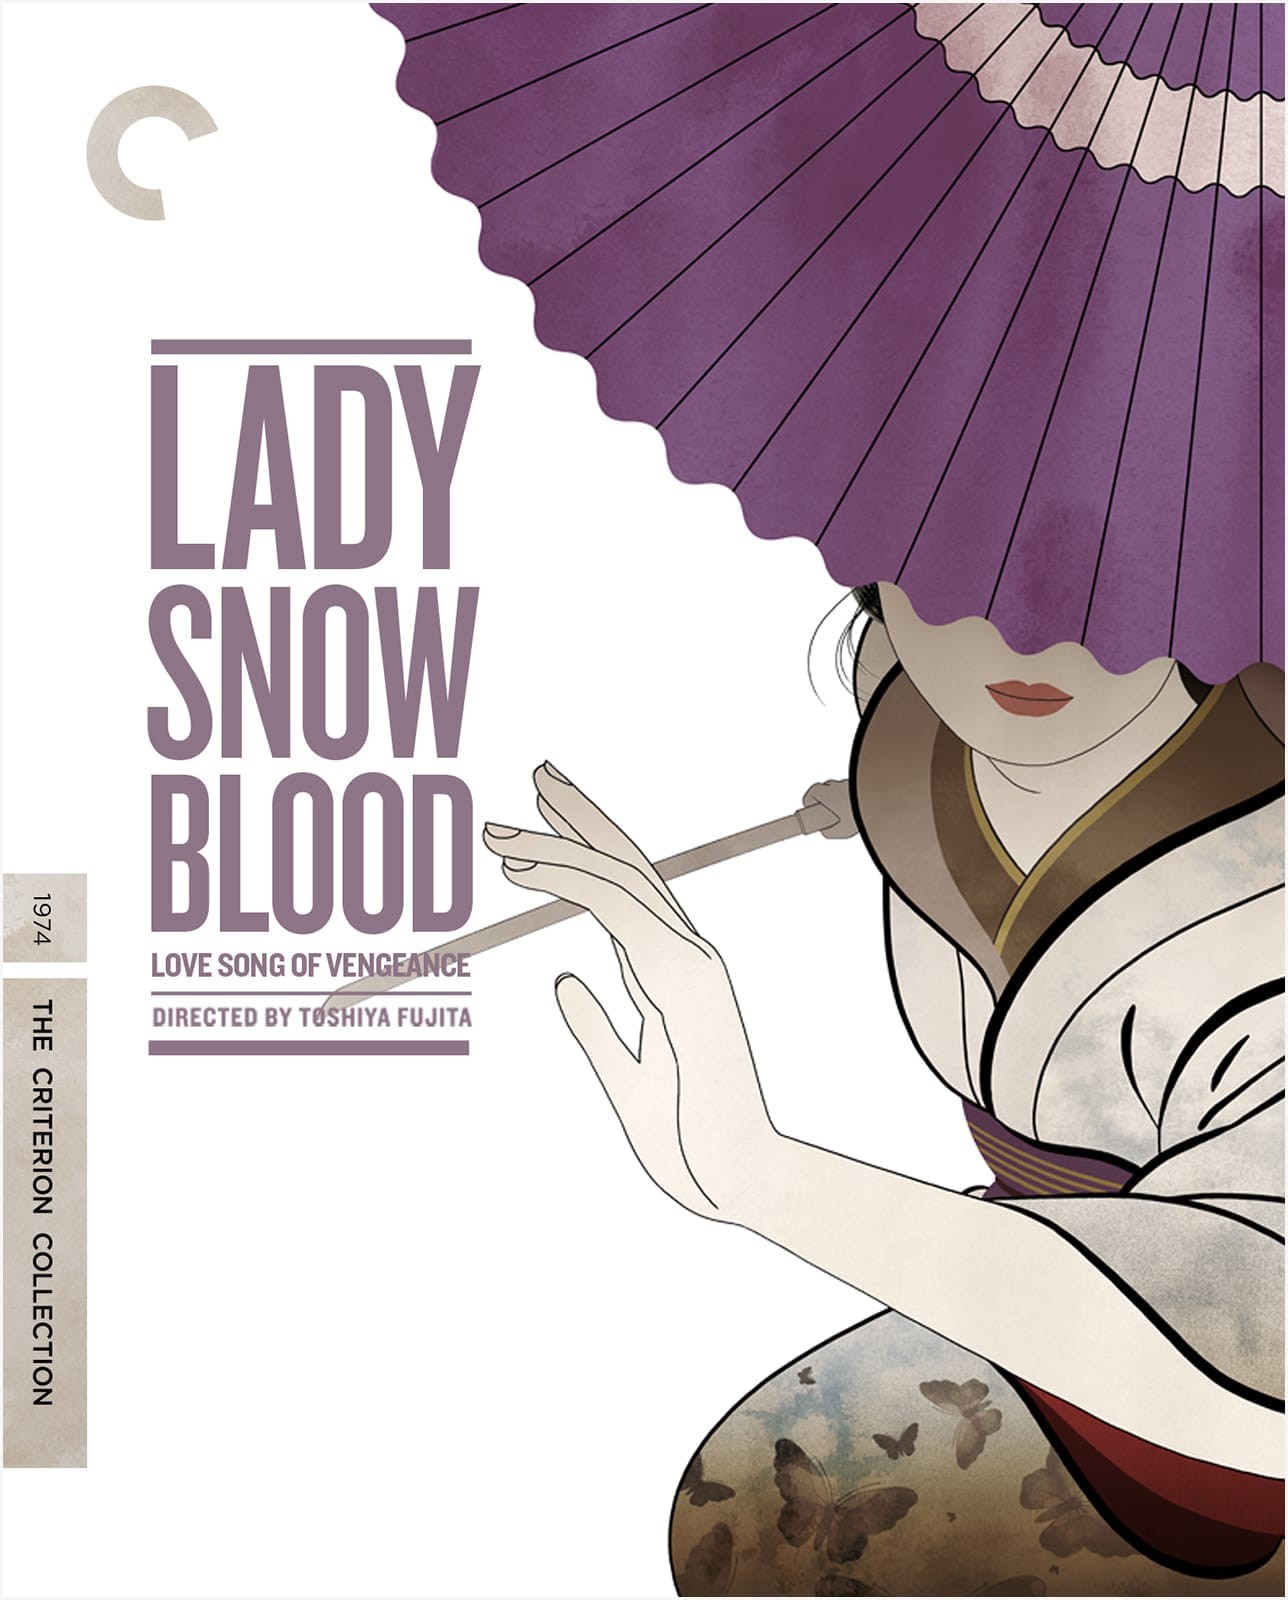 LADY
SNOW
BLOOD
LOVE SONG OF VENGEANCE
DIRECTED BY TOSHIYA FUJITA
1974
THE CRITERION COLLECTION